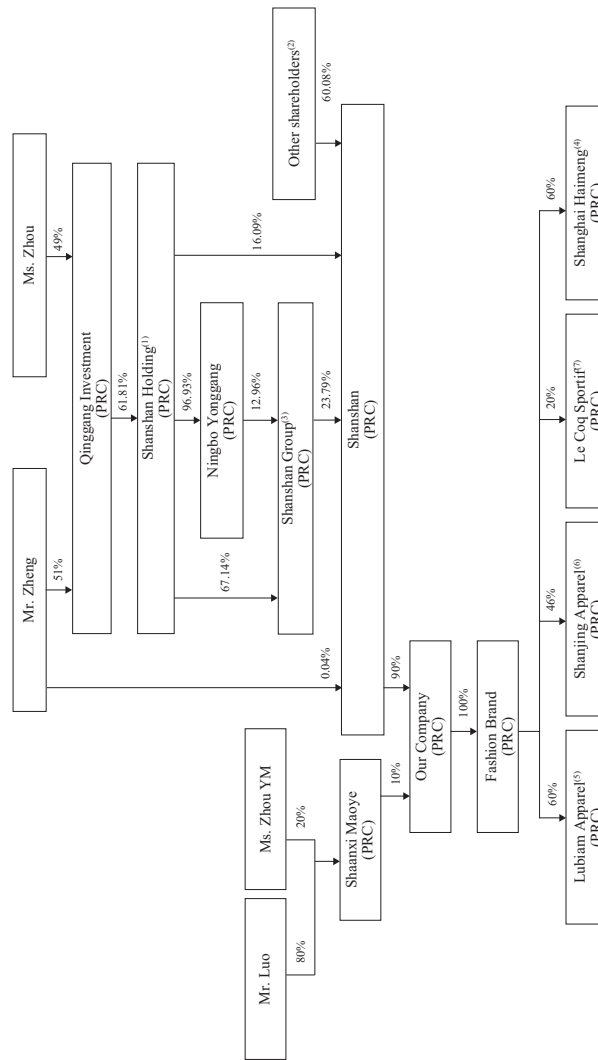 Mr. Zheng
Ms. Zhou
51%
49%
Qinggang Investment
(PRC)
61.81%
Shanshan Holding(1)
(PRC)
96.93%
Ningbo Yonggang
(PRC)
67.14%
12.96%
16.09%
Shanshan Group(3)
(PRC)
Other shareholders(2)
0.04%
23.79%
60.08%
Shanshan
(PRC)
Mr. Luo
Ms. Zhou YM
80%
20%
Shaanxi Maoye
(PRC)
10%
90%
Our Company
(PRC)
100%
Fashion Brand
(PRC)
60%
46%
20%
60%
Lubiam Apparel(5)
(PRC)
Shanjing Apparel(6)
(PRC)
Le Coq Sportif(7)
(PRC)
Shanghai Haimeng(4)
(PRC)